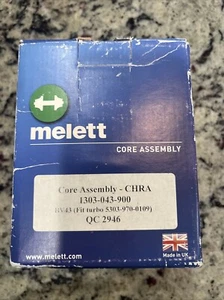 melett
CORE ASSEMBLY
Core Assembly - CHRA
1303-043-900
BV43 (Fit turbo 5303-970-0109)
QC 2946
www.melett.com
Made in UK